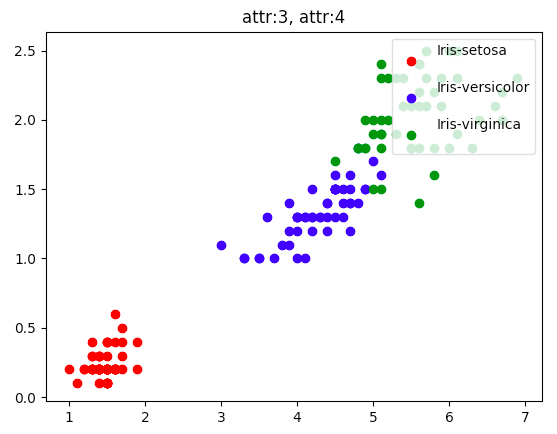 attr:3, attr:4
2.5
2.0
1.5
1.0
0.5
0.0
Iris-setosa
Iris-versicolor
Iris-virginica
1 2 3 4 5 6 7